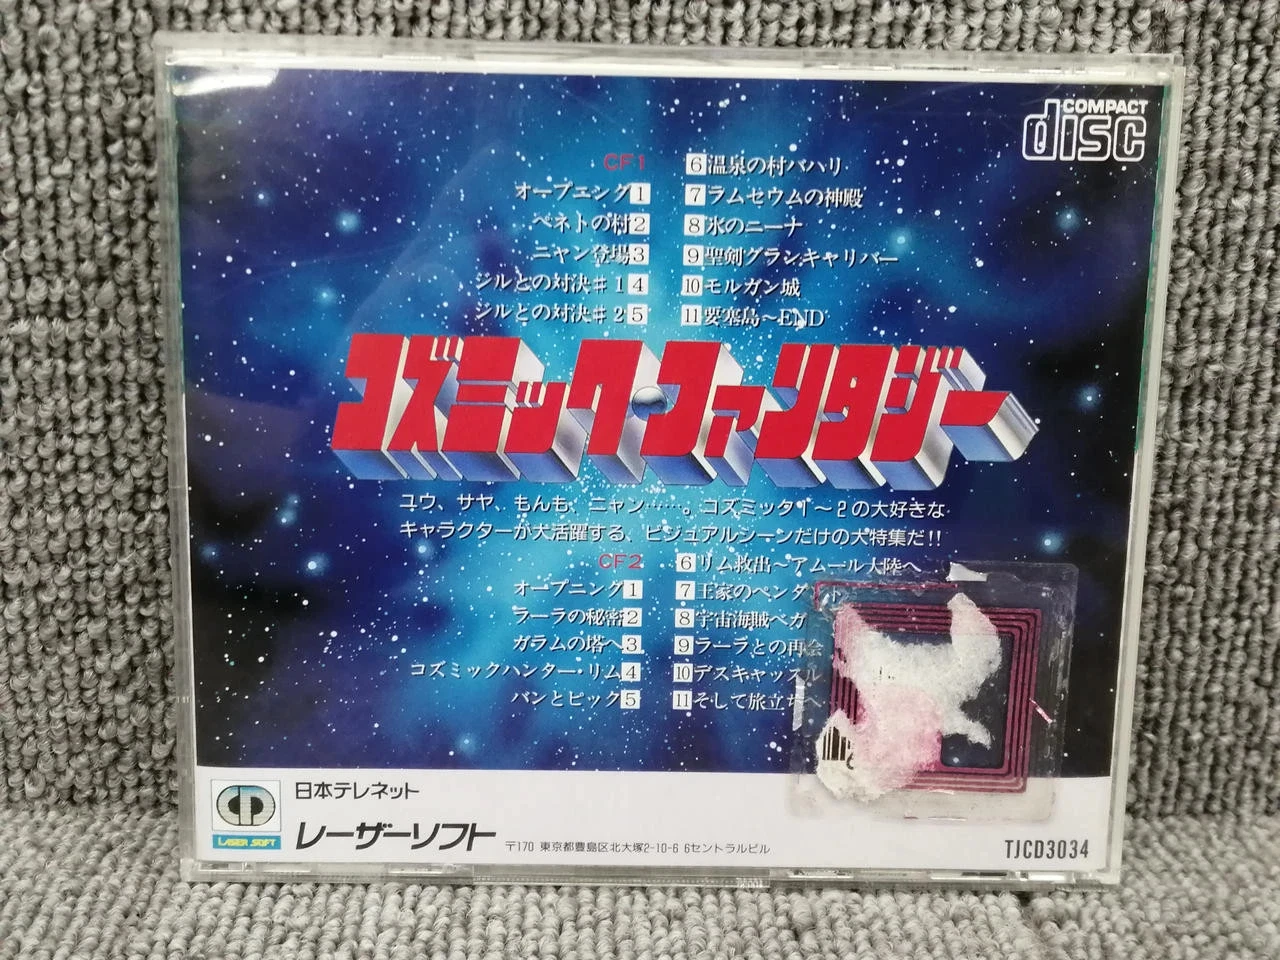 COMPACT
disc
CF1
オープニング 1
ベネトの村 2
ニャン登場 3
ジルとの対決♯1 4
ジルとの対決♯2 5
6 温泉の村バハリ
7 ラムセウムの神殿
8 氷のニーナ
9 聖剣グランキャリバー
10 モルガン城
11 要塞島〜END
コズミック・ファンタジー
ユウ、サヤ、もんも、ニャン……。コズミッタ1〜2の大好きな
キャラクターが大活躍する、ビジュアルシーンだけの大特集だ!!
CF2
オープニング 1
ラーラの秘密 2
ガラムの塔へ 3
コズミックハンター・リム 4
バンとピック 5
6 リム救出〜アムール大陸へ
7 王家のペンダント
8 宇宙海賊ベガ
9 ラーラとの再会
10 デスキャッスル
11 そして旅立ちへ
LASER SOFT
日本テレネット
レーザーソフト
〒170 東京都豊島区北大塚2-10-6 6セントラルビル
TJCD3034